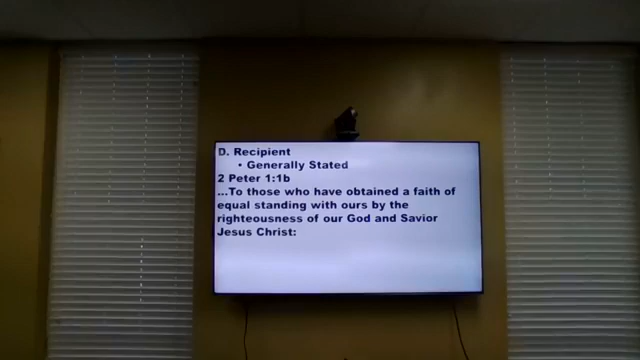 D. Recipient
• Generally Stated
2 Peter 1:1b
...To those who have obtained a faith of
equal standing with ours by the
righteousness of our God and Savior
Jesus Christ: